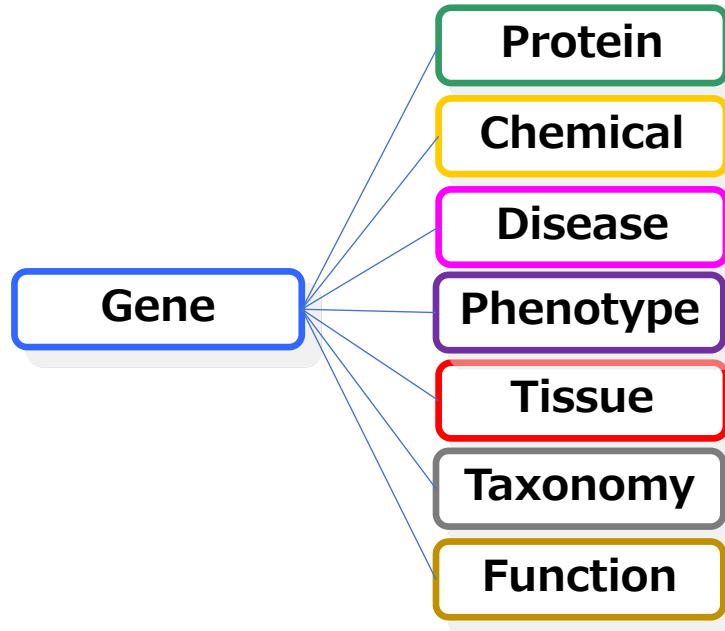 Protein
Chemical
Disease
Gene
Phenotype
Tissue
Taxonomy
Function